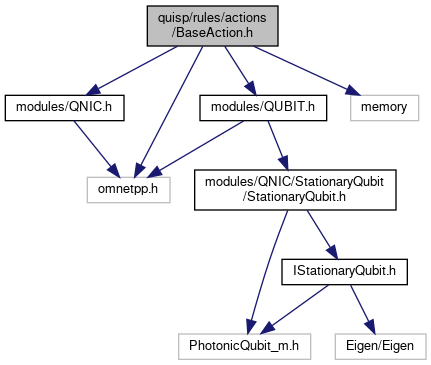 quisp/rules/actions
/BaseAction.h
modules/QNIC.h
modules/QUBIT.h
memory
omnetpp.h
modules/QNIC/StationaryQubit
/StationaryQubit.h
IStationaryQubit.h
PhotonicQubit_m.h
Eigen/Eigen